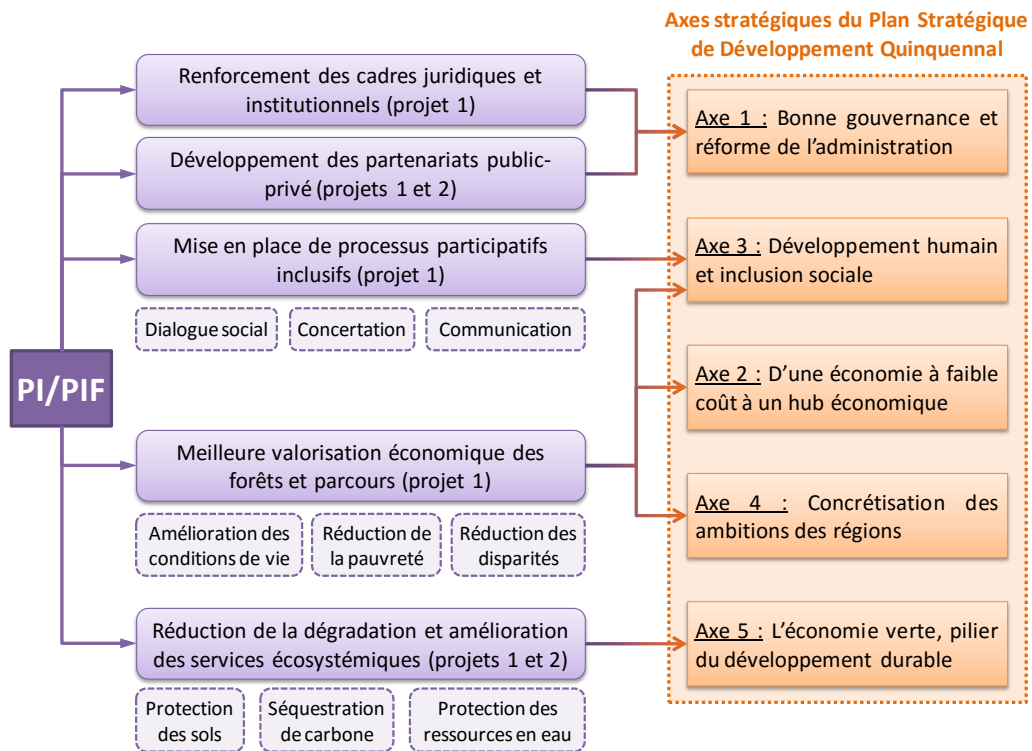 Axes stratégiques du Plan Stratégique
de Développement Quinquennal
PI/PIF
Renforcement des cadres juridiques et
institutionnels (projet 1)
Développement des partenariats public-
privé (projets 1 et 2)
Mise en place de processus participatifs
inclusifs (projet 1)
Dialogue social
Concertation
Communication
Meilleure valorisation économique des
forêts et parcours (projet 1)
Amélioration des
conditions de vie
Réduction de
la pauvreté
Réduction des
disparités
Réduction de la dégradation et amélioration
des services écosystémiques (projets 1 et 2)
Protection
des sols
Séquestration
de carbone
Protection des
ressources en eau
Axe 1 : Bonne gouvernance et
réforme de l’administration
Axe 3 : Développement humain
et inclusion sociale
Axe 2 : D’une économie à faible
coût à un hub économique
Axe 4 : Concrétisation des
ambitions des régions
Axe 5 : L’économie verte, pilier
du développement durable